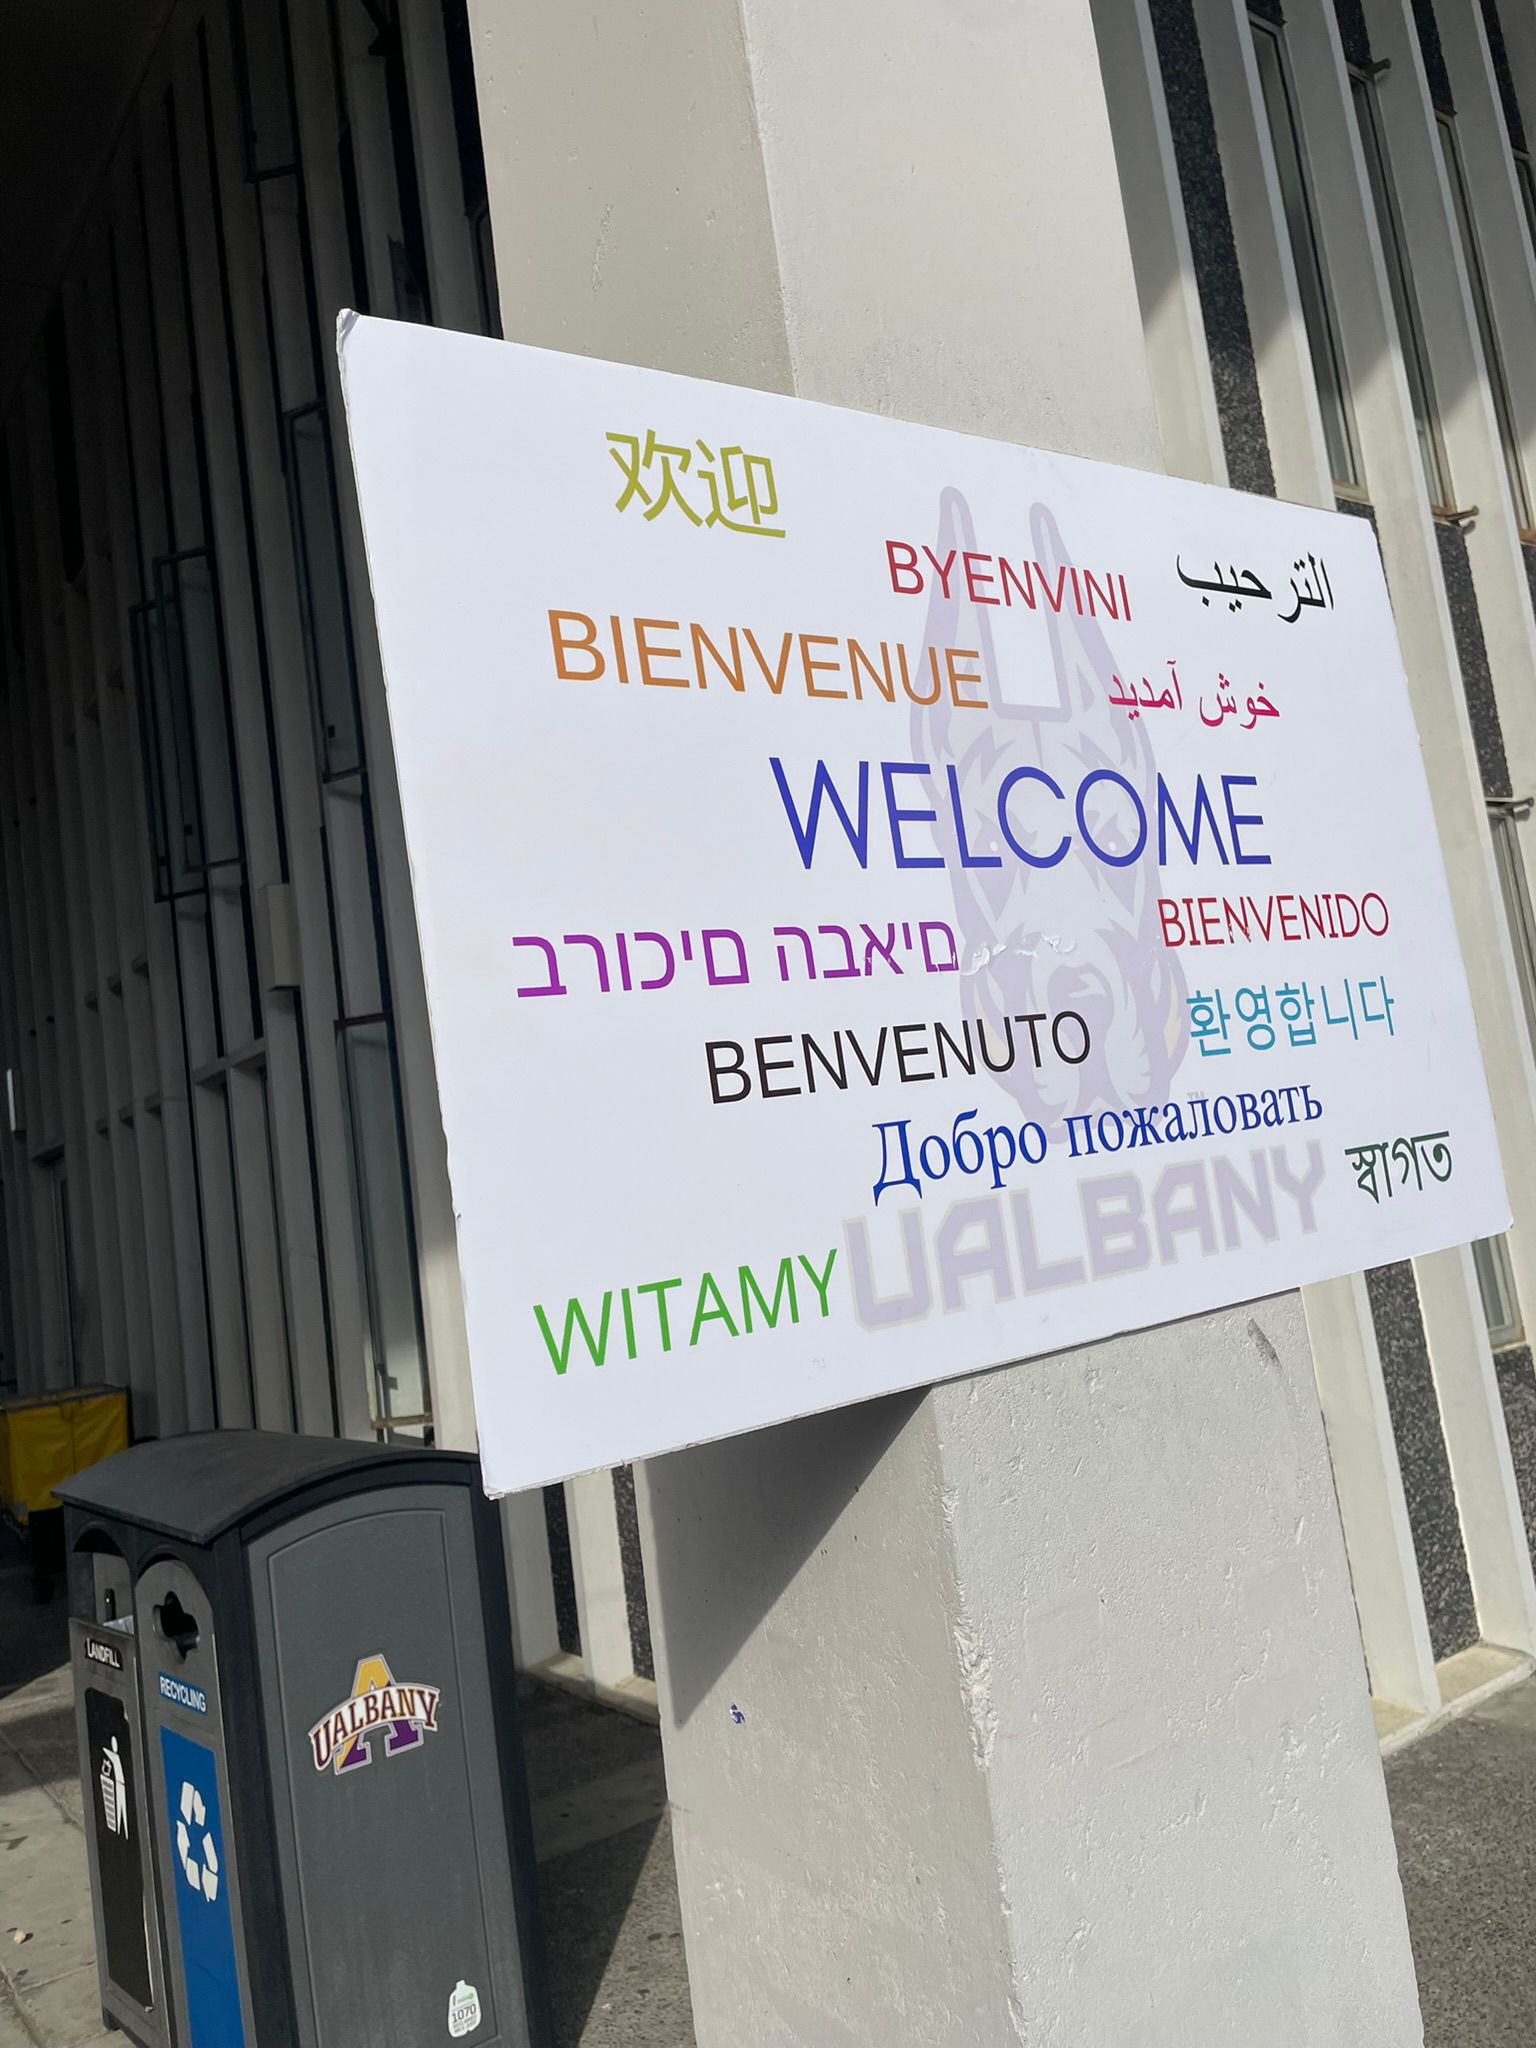 欢迎
BYENVINI
الترحيب
BIENVENUE
خوش آمدید
WELCOME
םיאבה םיכורב
BIENVENIDO
환영합니다
BENVENUTO
Добро пожаловать
স্বাগত
UALBANY
WITAMY
LANDFILL
RECYCLING
UALBANY
1070